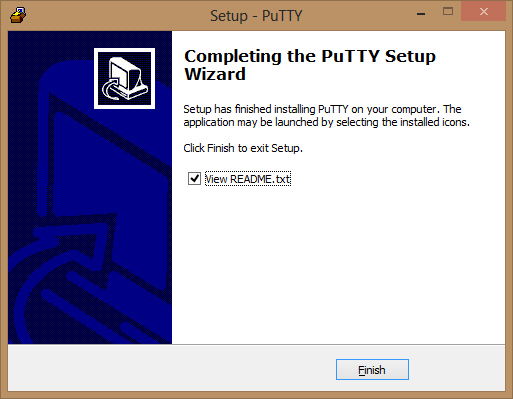 Setup - PuTTY
Completing the PuTTY Setup
Wizard
Setup has finished installing PuTTY on your computer. The
application may be launched by selecting the installed icons.
Click Finish to exit Setup.
View README.txt
Finish